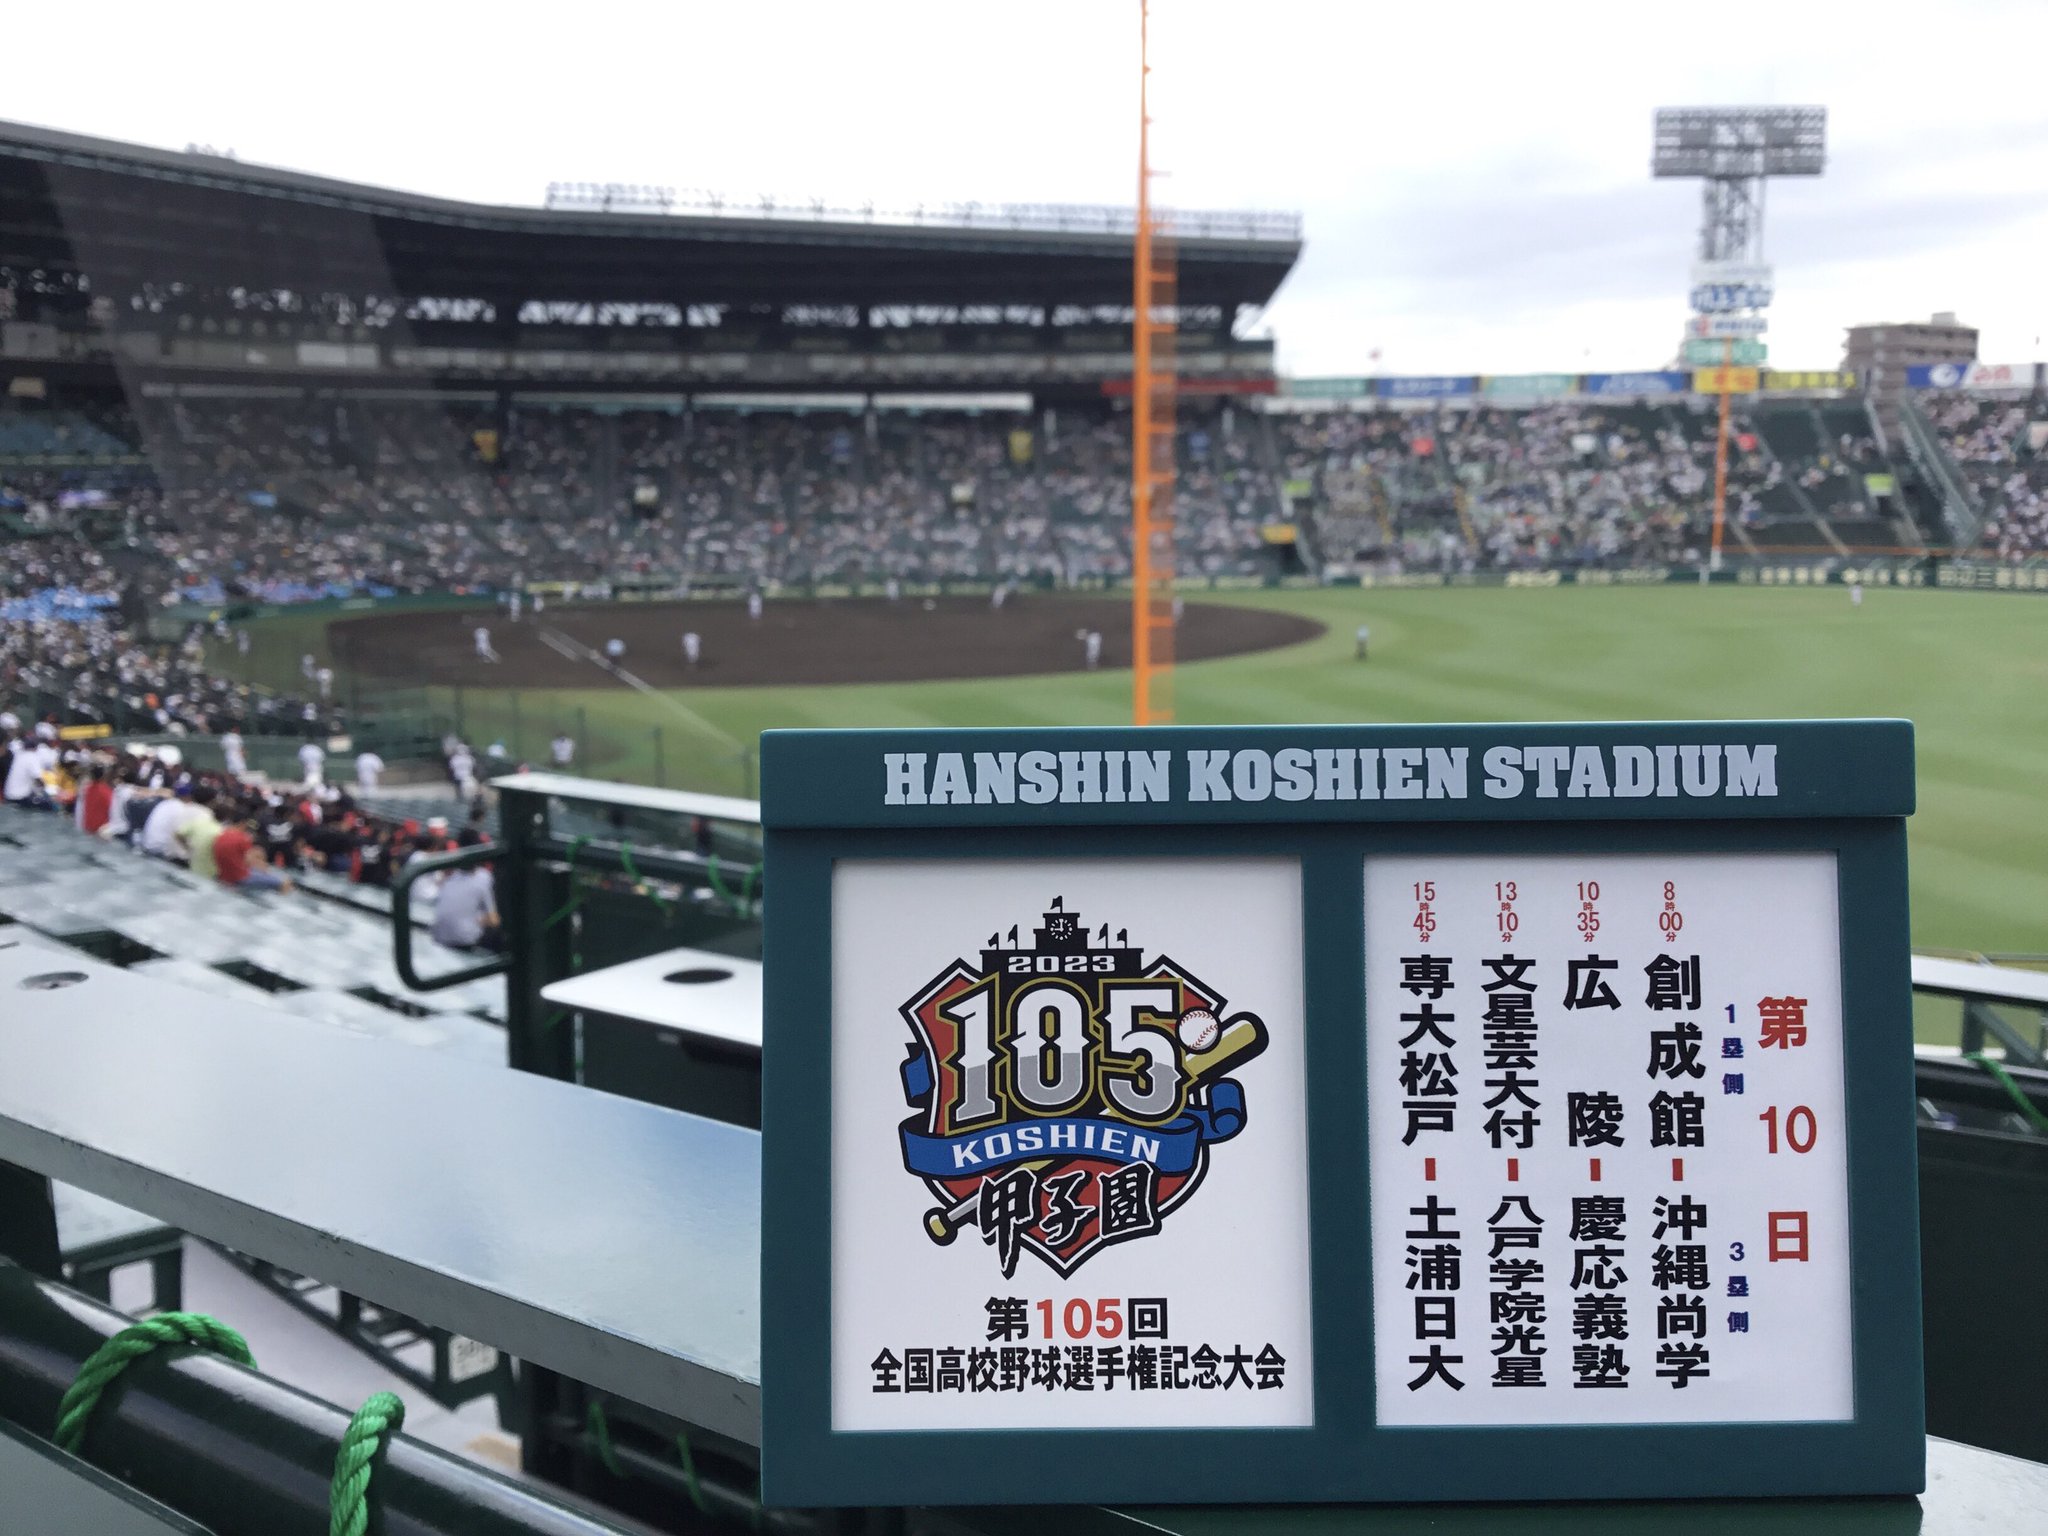 HANSHIN KOSHIEN STADIUM
2023
105
KOSHIEN
甲子園
第105回
全国高校野球選手権記念大会
第10日
1塁側 3塁側
8時00分 創成館-沖縄尚学
10時35分 広陵-慶応義塾
13時10分 文星芸大付-八戸学院光星
15時45分 専大松戸-土浦日大